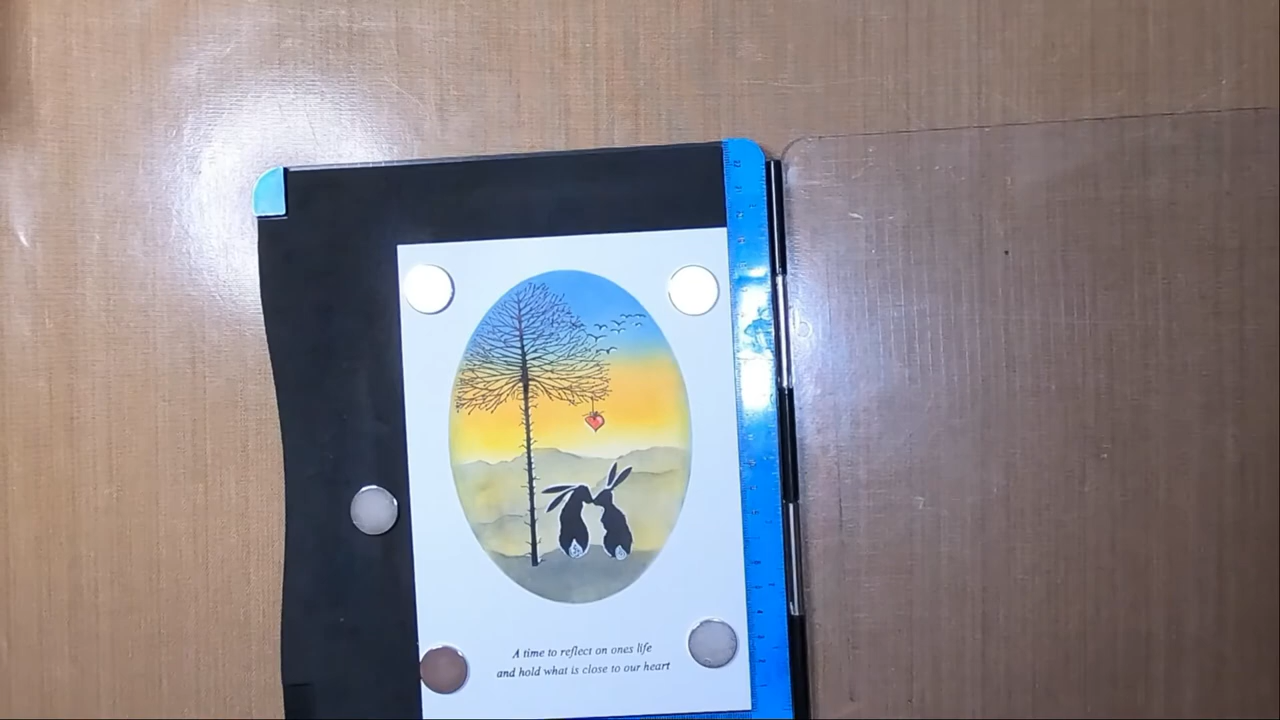 A time to reflect on ones life
and hold what is close to our heart